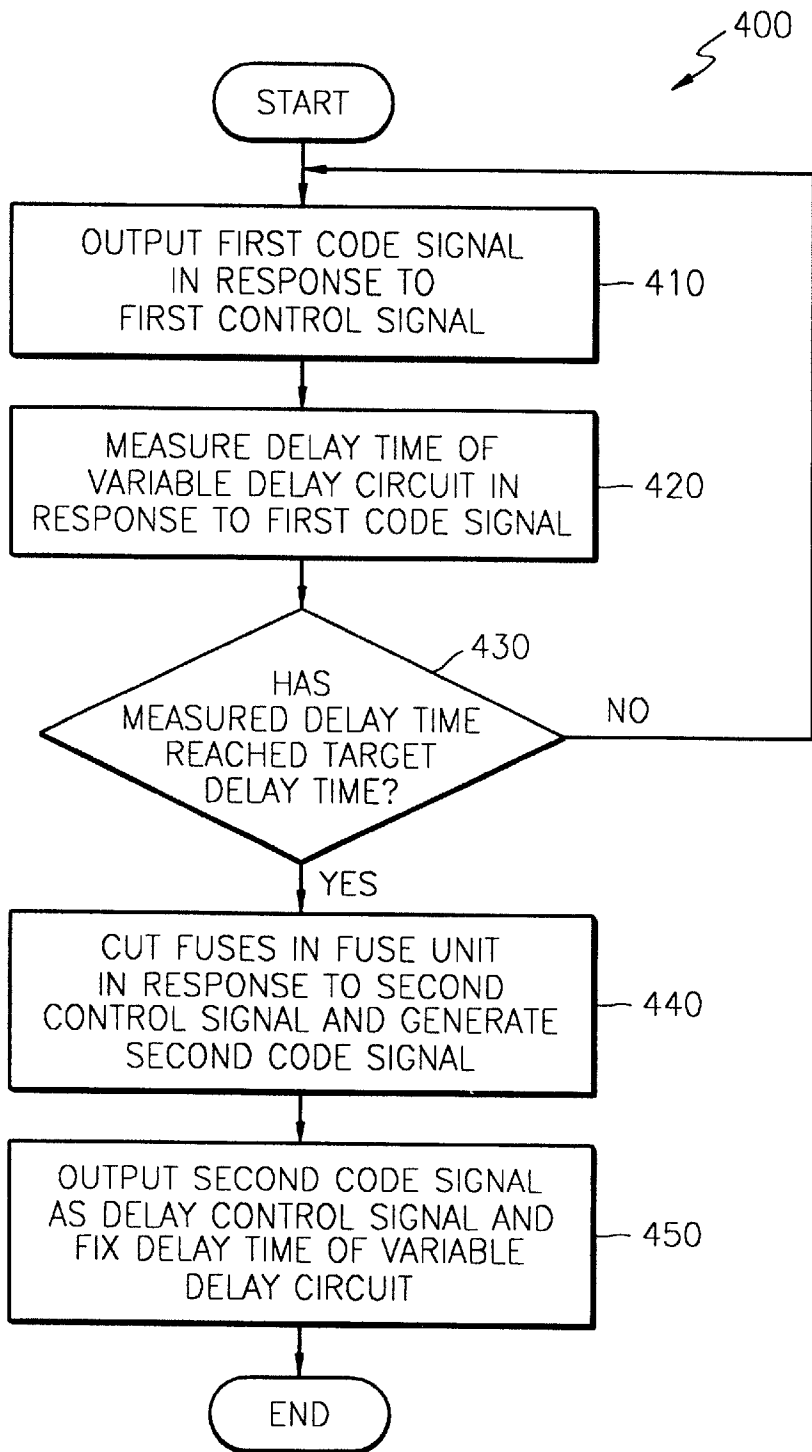 400
START
OUTPUT FIRST CODE SIGNAL
IN RESPONSE TO
FIRST CONTROL SIGNAL
410
MEASURE DELAY TIME OF
VARIABLE DELAY CIRCUIT IN
RESPONSE TO FIRST CODE SIGNAL
420
430
HAS
MEASURED DELAY TIME
REACHED TARGET
DELAY TIME?
NO
YES
CUT FUSES IN FUSE UNIT
IN RESPONSE TO SECOND
CONTROL SIGNAL AND GENERATE
SECOND CODE SIGNAL
440
OUTPUT SECOND CODE SIGNAL
AS DELAY CONTROL SIGNAL AND
FIX DELAY TIME OF VARIABLE
DELAY CIRCUIT
450
END